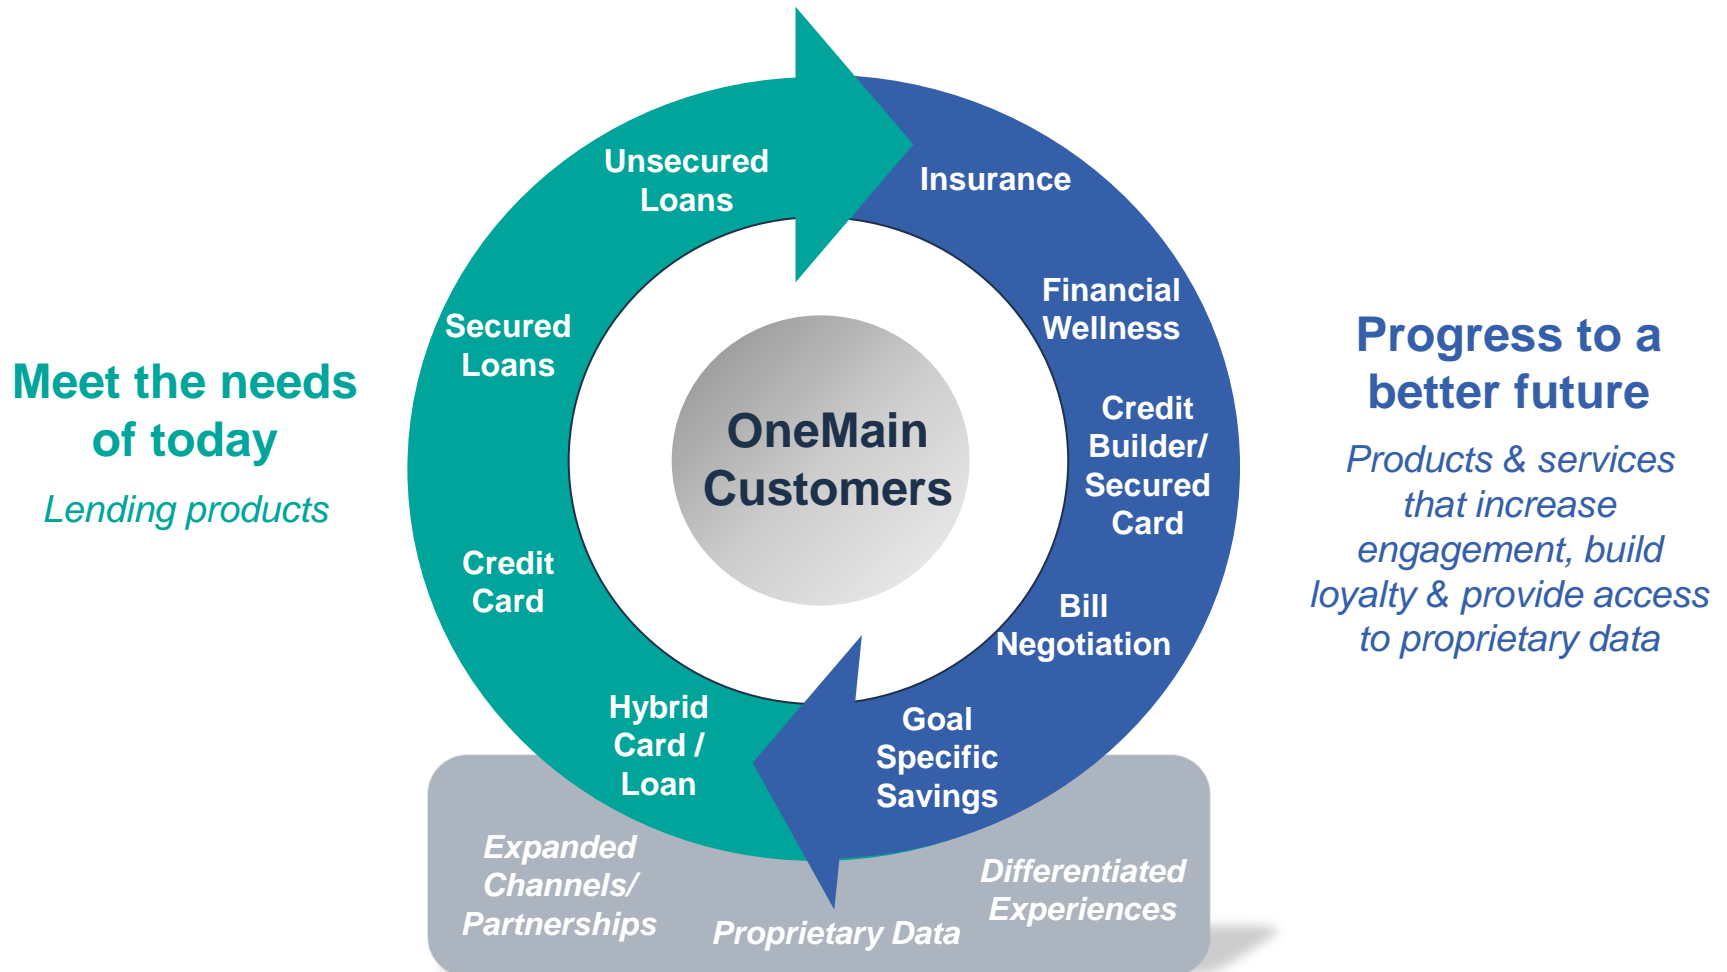 Meet the needs
of today
Lending products
Unsecured
Loans
Secured
Loans
Credit
Card
Hybrid
Card /
Loan
OneMain
Customers
Insurance
Financial
Wellness
Credit
Builder/
Secured
Card
Bill
Negotiation
Goal
Specific
Savings
Progress to a
better future
Products & services
that increase
engagement, build
loyalty & provide access
to proprietary data
Expanded
Channels/
Partnerships
Proprietary Data
Differentiated
Experiences